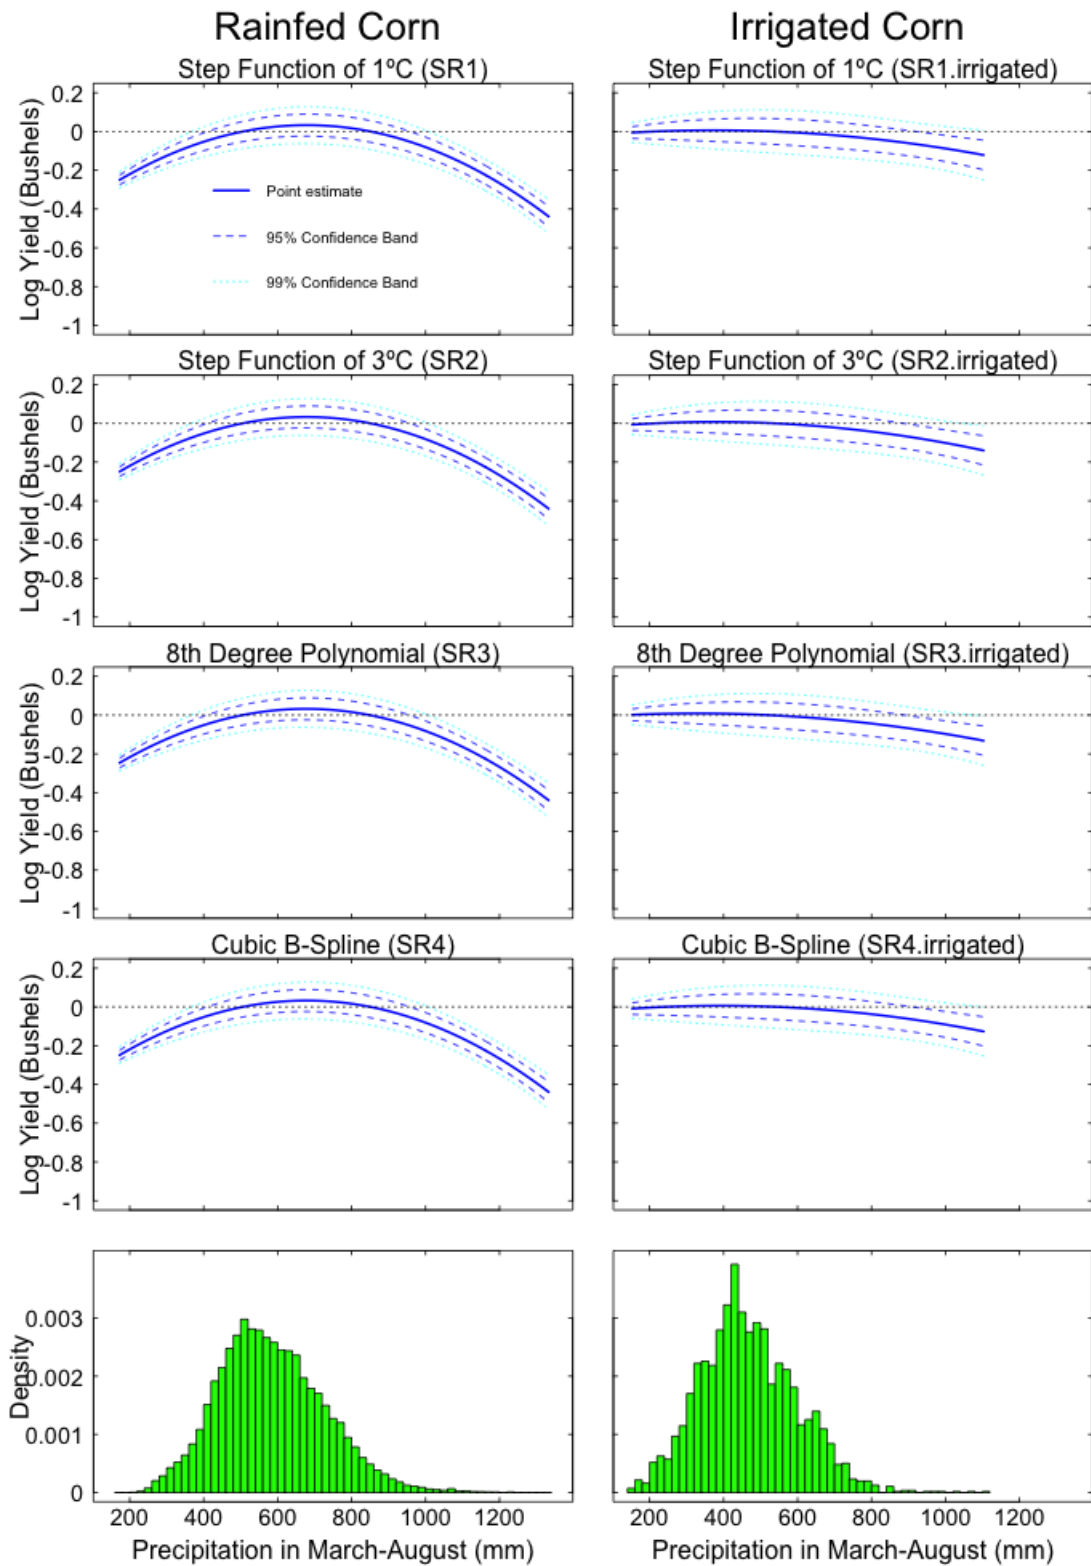 Rainfed Corn
Irrigated Corn
Step Function of 1ºC (SR1)
Step Function of 1ºC (SR1.irrigated)
Log Yield (Bushels)
0.2
0
-0.2
-0.4
-0.6
-0.8
-1
Point estimate
95% Confidence Band
99% Confidence Band
Step Function of 3ºC (SR2)
Step Function of 3ºC (SR2.irrigated)
Log Yield (Bushels)
0.2
0
-0.2
-0.4
-0.6
-0.8
-1
8th Degree Polynomial (SR3)
8th Degree Polynomial (SR3.irrigated)
Log Yield (Bushels)
0.2
0
-0.2
-0.4
-0.6
-0.8
-1
Cubic B-Spline (SR4)
Cubic B-Spline (SR4.irrigated)
Log Yield (Bushels)
0.2
0
-0.2
-0.4
-0.6
-0.8
-1
Density
0.003
0.002
0.001
0
200 400 600 800 1000 1200
200 400 600 800 1000 1200
Precipitation in March-August (mm)
Precipitation in March-August (mm)